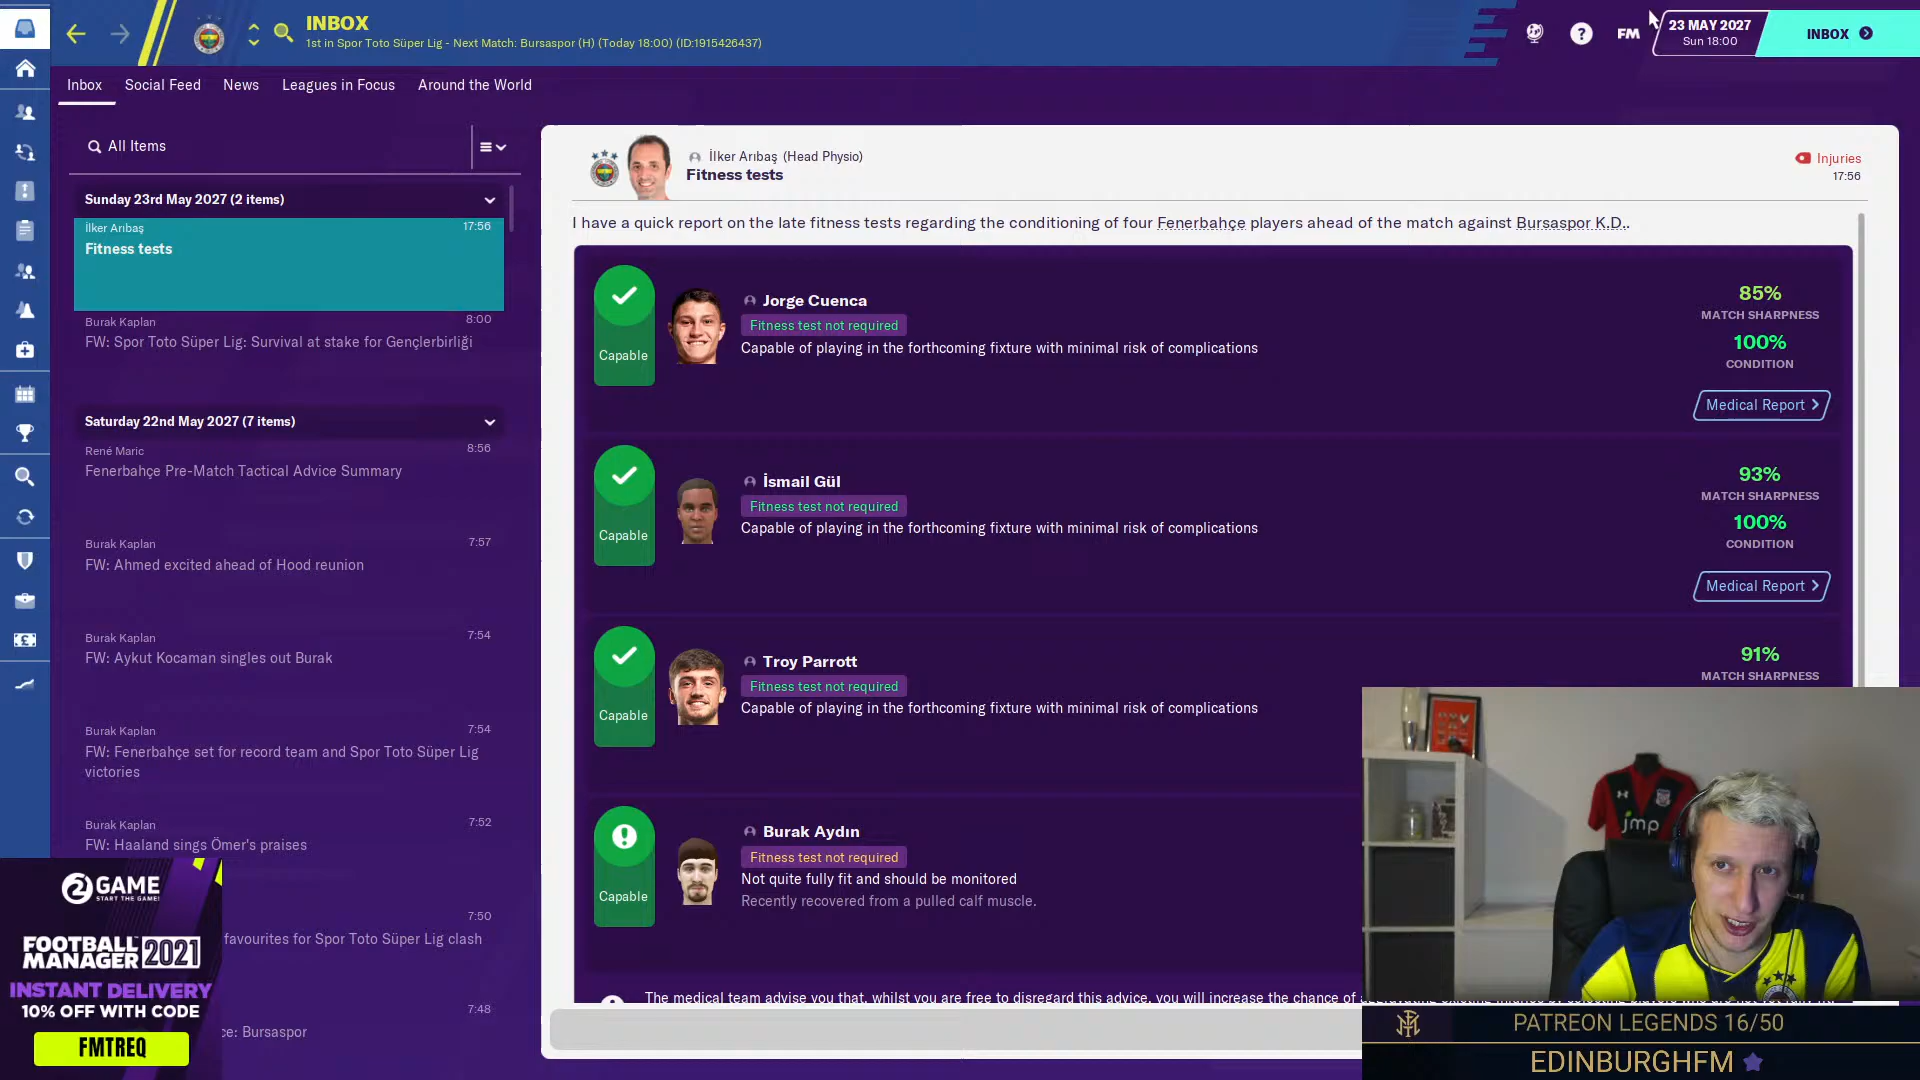 INBOX
1st in Spor Toto Süper Lig - Next Match: Bursaspor (H) (Today 18:00) (ID:1915426437)
?
FM
23 MAY 2027
Sun 18:00
INBOX
Inbox
Social Feed
News
Leagues in Focus
Around the World
All Items
Sunday 23rd May 2027 (2 items)
İlker Arıbaş
17:56
Fitness tests
Burak Kaplan
8:00
FW: Spor Toto Süper Lig: Survival at stake for Gençlerbirliği
Saturday 22nd May 2027 (7 items)
René Maric
8:56
Fenerbahçe Pre-Match Tactical Advice Summary
Burak Kaplan
7:57
FW: Ahmed excited ahead of Hood reunion
Burak Kaplan
7:54
FW: Aykut Kocaman singles out Burak
Burak Kaplan
7:54
FW: Fenerbahçe set for record team and Spor Toto Süper Lig
victories
Burak Kaplan
7:52
FW: Haaland sings Ömer's praises
7:50
favourites for Spor Toto Süper Lig clash
7:48
ce: Bursaspor
2GAME
START THE GAME!
FOOTBALL
MANAGER 2021
INSTANT DELIVERY
10% OFF WITH CODE
FMTREQ
İlker Arıbaş (Head Physio)
Fitness tests
Injuries
17:56
I have a quick report on the late fitness tests regarding the conditioning of four Fenerbahçe players ahead of the match against Bursaspor K.D..
Capable
Jorge Cuenca
Fitness test not required
Capable of playing in the forthcoming fixture with minimal risk of complications
85%
MATCH SHARPNESS
100%
CONDITION
Medical Report
Capable
İsmail Gül
Fitness test not required
Capable of playing in the forthcoming fixture with minimal risk of complications
93%
MATCH SHARPNESS
100%
CONDITION
Medical Report
Capable
Troy Parrott
Fitness test not required
Capable of playing in the forthcoming fixture with minimal risk of complications
91%
MATCH SHARPNESS
Capable
Burak Aydın
Fitness test not required
Not quite fully fit and should be monitored
Recently recovered from a pulled calf muscle.
The medical team advise you that, whilst you are free to disregard this advice, you will increase the chance of
jmp
PATREON LEGENDS 16/50
EDINBURGHFM